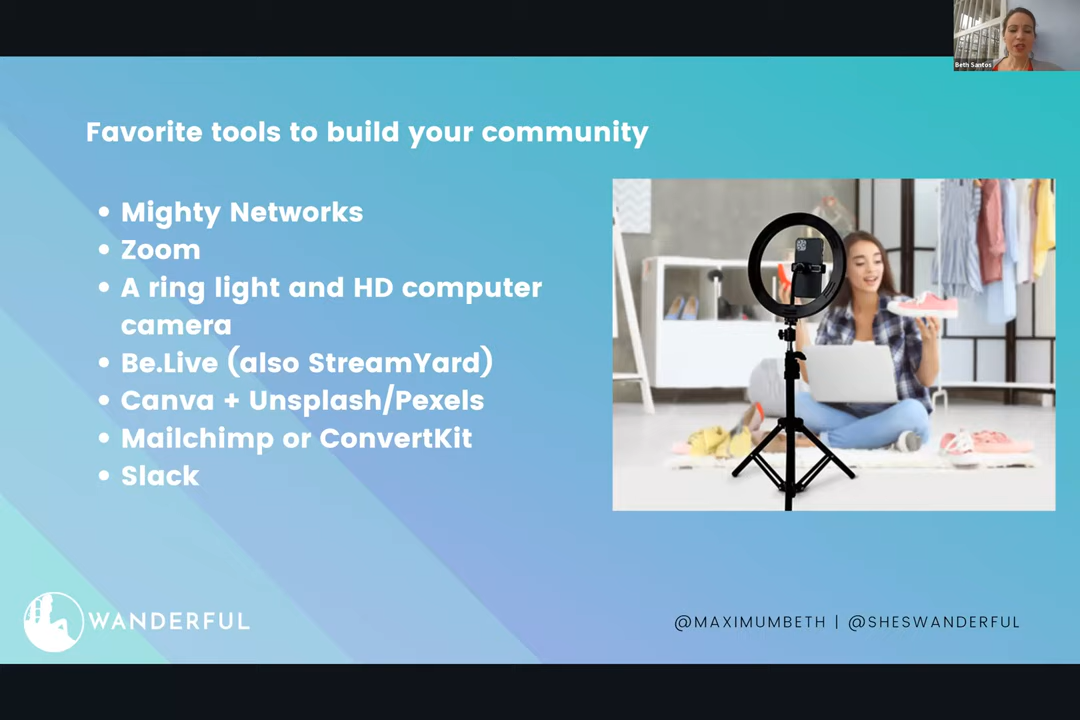 Beth Santos
Favorite tools to build your community
• Mighty Networks
• Zoom
• A ring light and HD computer
camera
• Be.Live (also StreamYard)
• Canva + Unsplash/Pexels
• Mailchimp or ConvertKit
• Slack
WANDERFUL
@MAXIMUMBETH | @SHESWANDERFUL